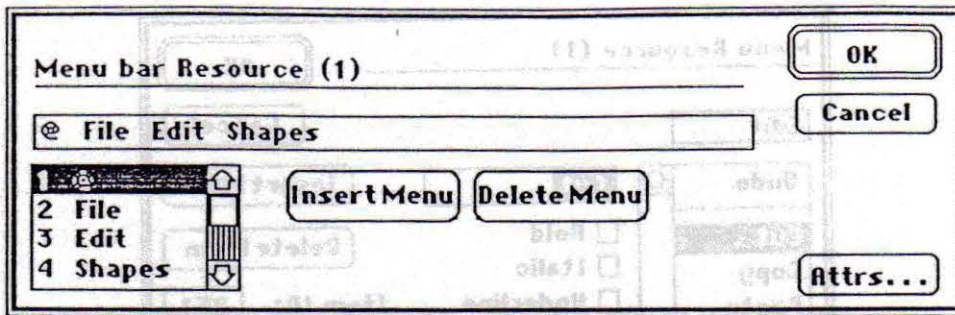 Menu bar Resource (1)
OK
Cancel
@ File Edit Shapes
1 @
2 File
3 Edit
4 Shapes
Insert Menu
Delete Menu
Attrs...